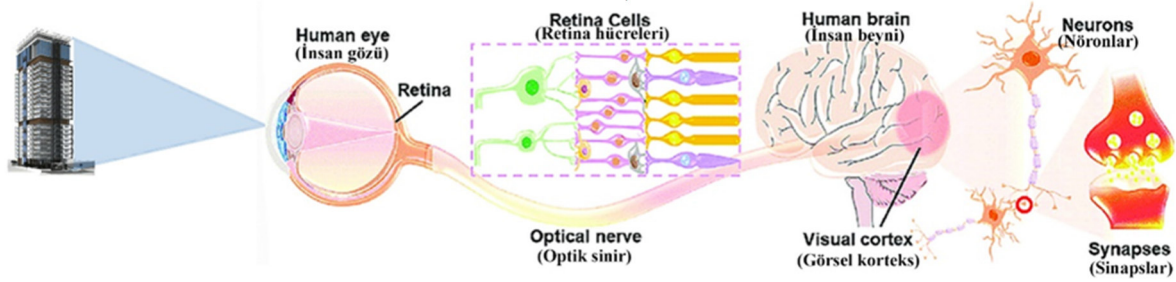 Human eye
(İnsan gözü)
Retina
Retina Cells
(Retina hücreleri)
Optical nerve
(Optik sinir)
Human brain
(İnsan beyni)
Visual cortex
(Görsel korteks)
Neurons
(Nöronlar)
Synapses
(Sinapslar)